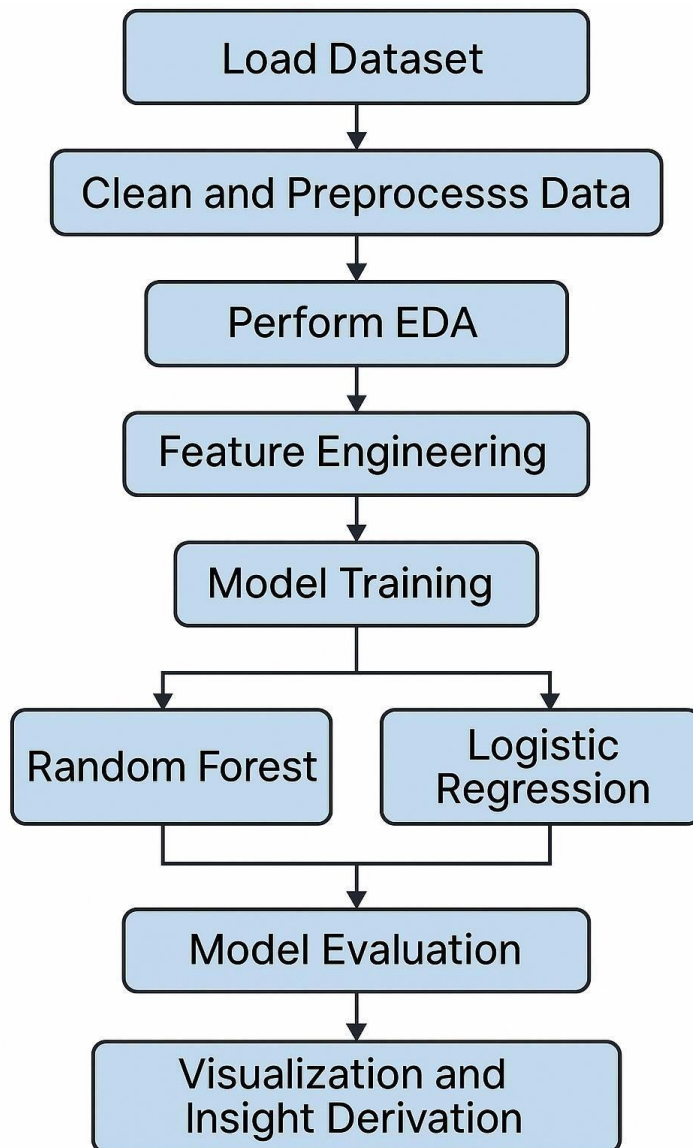 Load Dataset
Clean and Preprocesss Data
Perform EDA
Feature Engineering
Model Training
Random Forest
Logistic
Regression
Model Evaluation
Visualization and
Insight Derivation